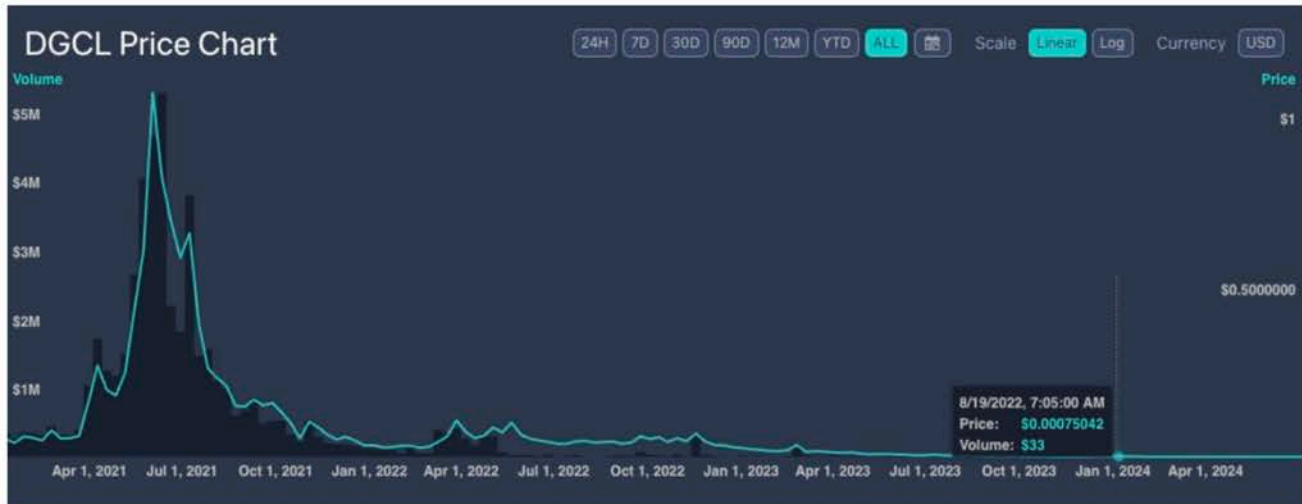 DGCL Price Chart
24H 7D 30D 90D 12M YTD ALL Scale Linear Log Currency USD
Volume Price
$5M $1
$4M
$3M
$0.5000000
$2M
$1M
8/19/2022, 7:05:00 AM
Price: $0.00075042
Volume: $33
Apr 1, 2021 Jul 1, 2021 Oct 1, 2021 Jan 1, 2022 Apr 1, 2022 Jul 1, 2022 Oct 1, 2022 Jan 1, 2023 Apr 1, 2023 Jul 1, 2023 Oct 1, 2023 Jan 1, 2024 Apr 1, 2024